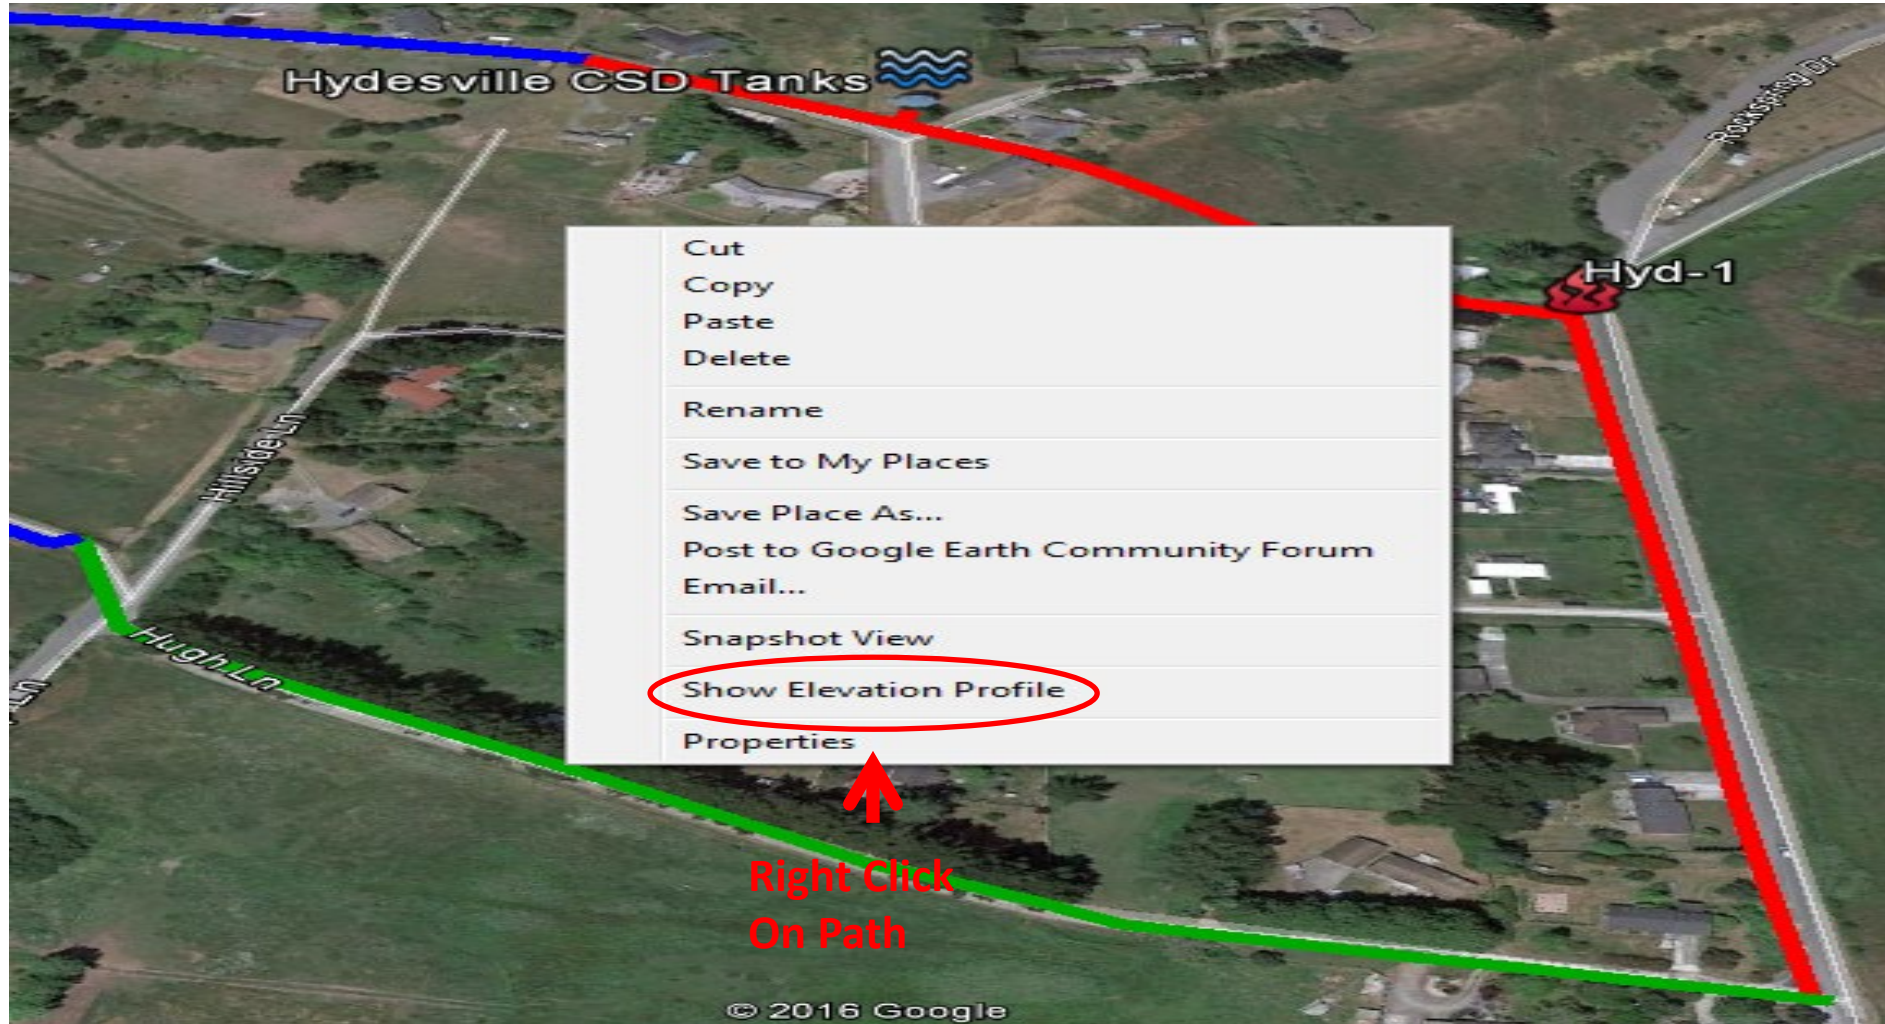 Hydesville CSD Tanks
Rockspring Dr
Hyd-1
Cut
Copy
Paste
Delete
Rename
Save to My Places
Save Place As...
Post to Google Earth Community Forum
Email...
Snapshot View
Show Elevation Profile
Properties
Hillside Ln
Hugh Ln
Ln
Right Click
On Path
© 2016 Google